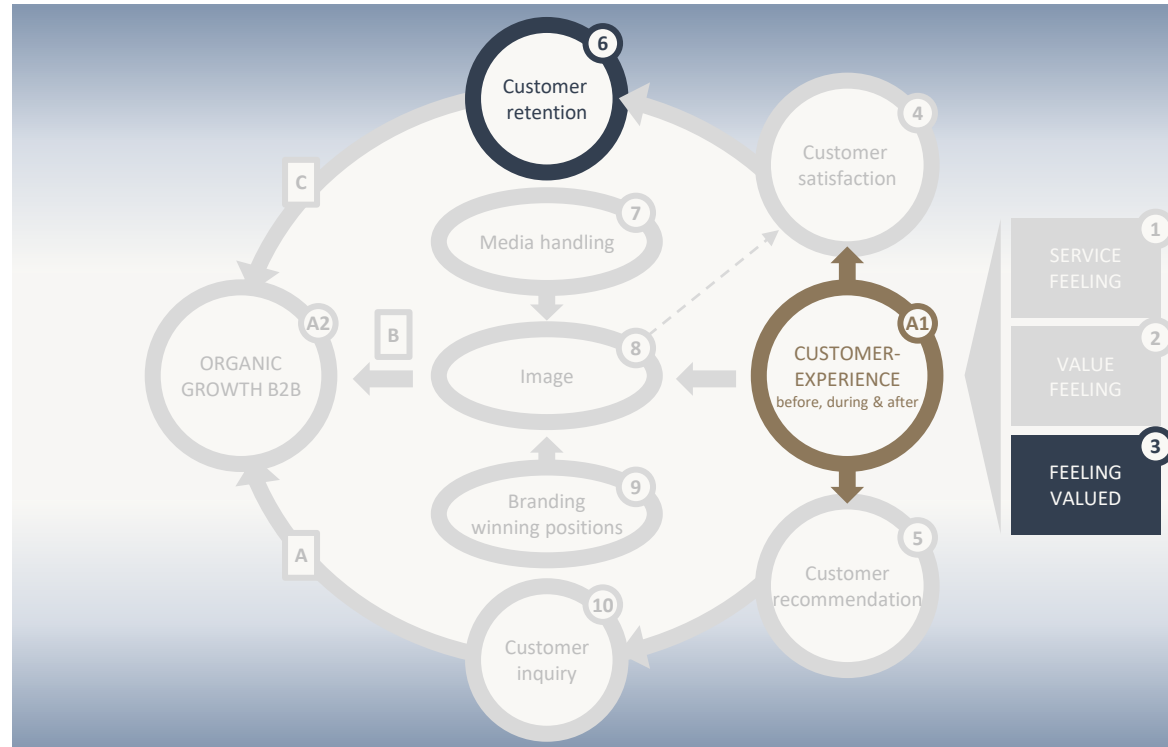 6
Customer
retention
4
Customer
satisfaction
C
7
Media handling
1
SERVICE
FEELING
A2
ORGANIC
GROWTH B2B
B
8
Image
A1
CUSTOMER-
EXPERIENCE
before, during & after
2
VALUE
FEELING
3
FEELING
VALUED
9
Branding
winning positions
A
5
Customer
recommendation
10
Customer
inquiry